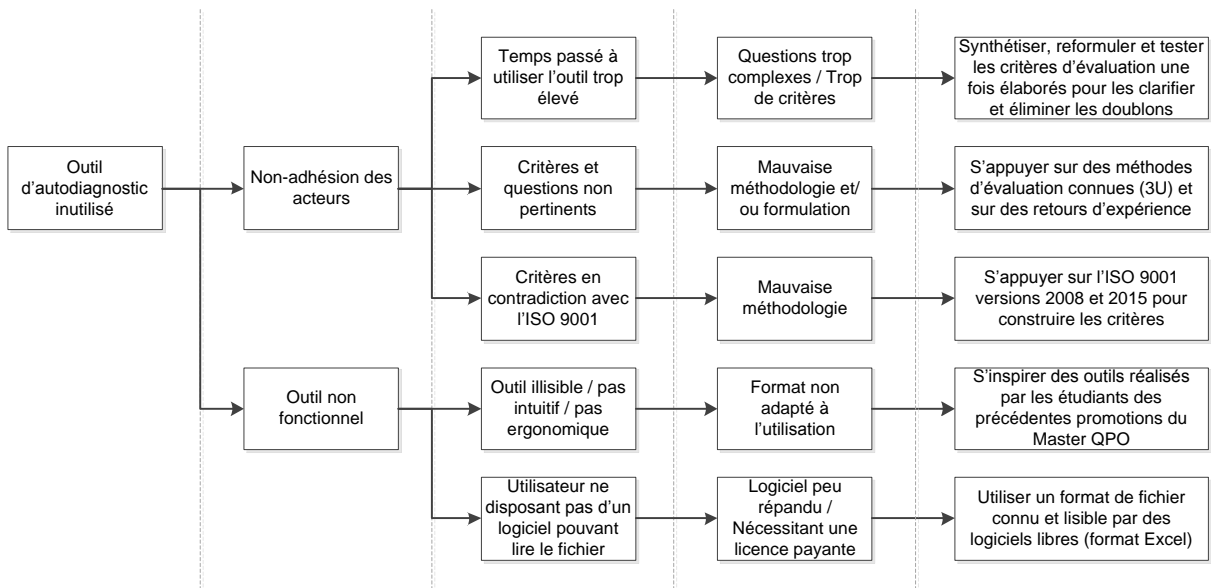 Outil
d'autodiagnostic
inutilisé
Non-adhésion des
acteurs
Temps passé à
utiliser l'outil trop
élevé
Questions trop
complexes / Trop
de critères
Synthétiser, reformuler et tester
les critères d'évaluation une
fois élaborés pour les clarifier
et éliminer les doublons
Critères et
questions non
pertinents
Mauvaise
méthodologie et/
ou formulation
S'appuyer sur des méthodes
d'évaluation connues (3U) et
sur des retours d'expérience
Critères en
contradiction avec
l'ISO 9001
Mauvaise
méthodologie
S'appuyer sur l'ISO 9001
versions 2008 et 2015 pour
construire les critères
Outil non
fonctionnel
Outil illisible / pas
intuitif / pas
ergonomique
Format non
adapté à
l'utilisation
S'inspirer des outils réalisés
par les étudiants des
précédentes promotions du
Master QPO
Utilisateur ne
disposant pas d'un
logiciel pouvant
lire le fichier
Logiciel peu
répandu /
Nécessitant une
licence payante
Utiliser un format de fichier
connu et lisible par des
logiciels libres (format Excel)